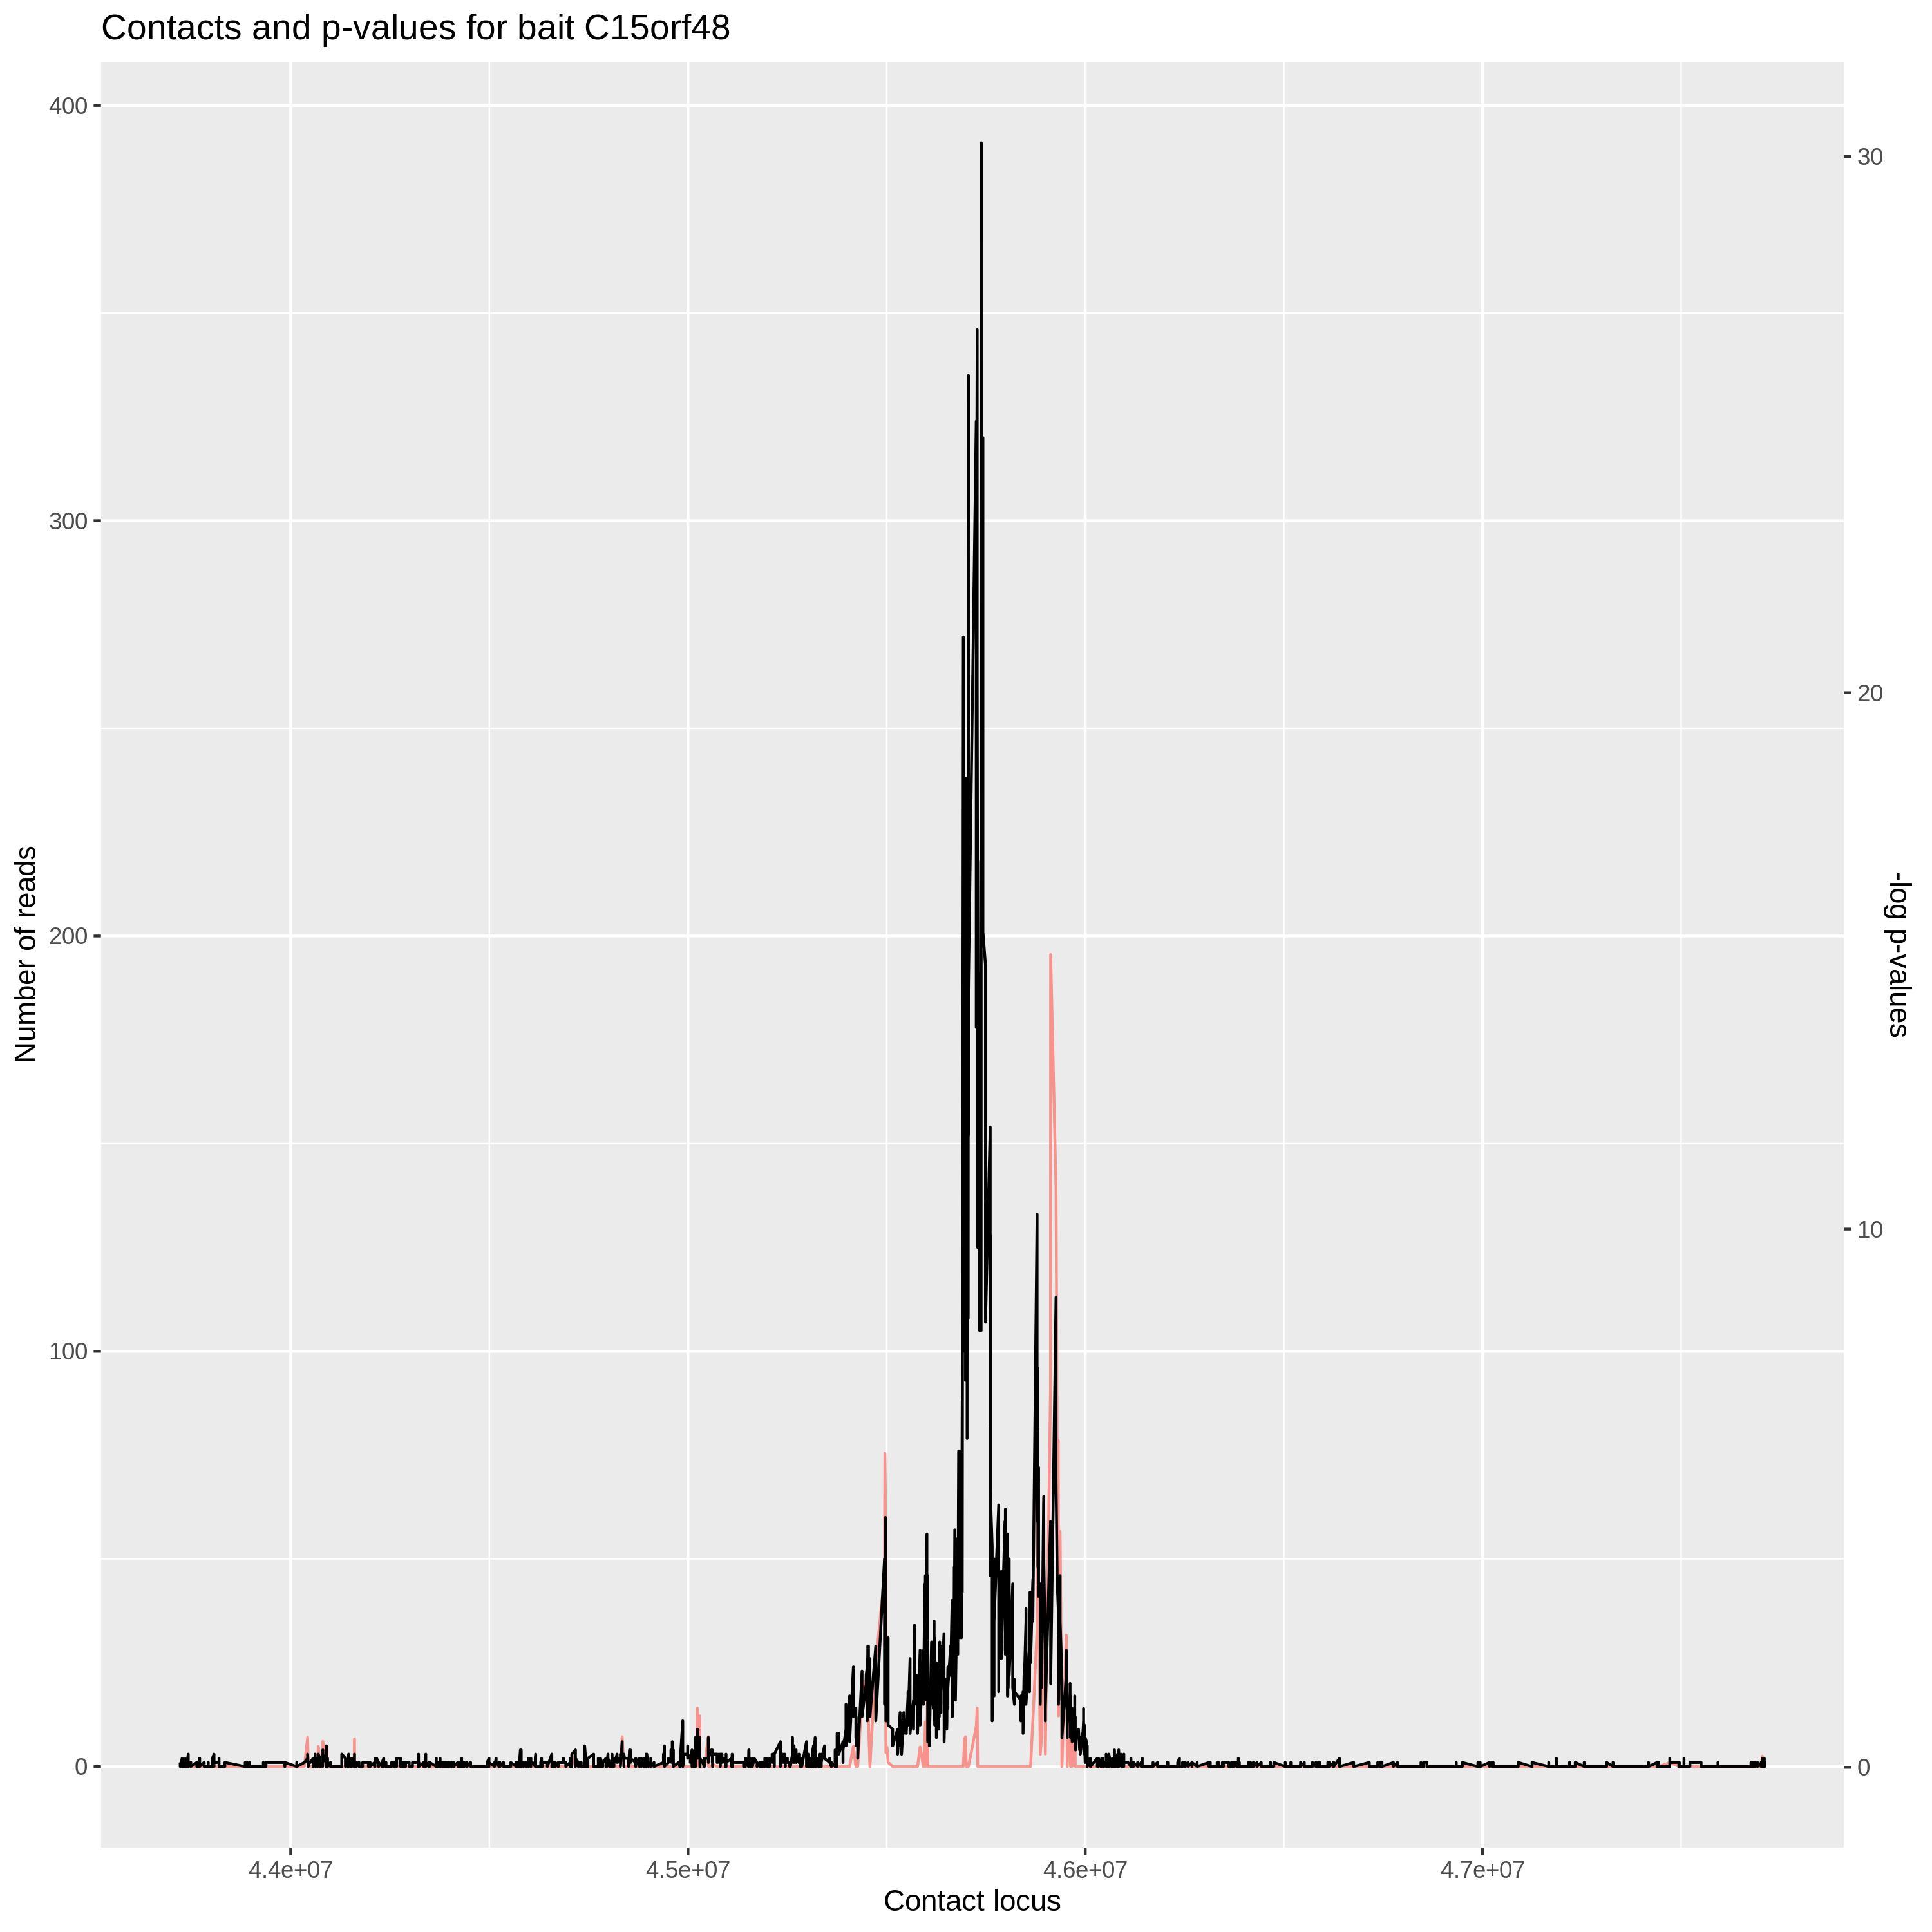 Contacts and p-values for bait C15orf48
400
300
200
100
0
Number of reads
30
20
10
0
-log p-values
4.4e+07
4.5e+07
4.6e+07
4.7e+07
Contact locus